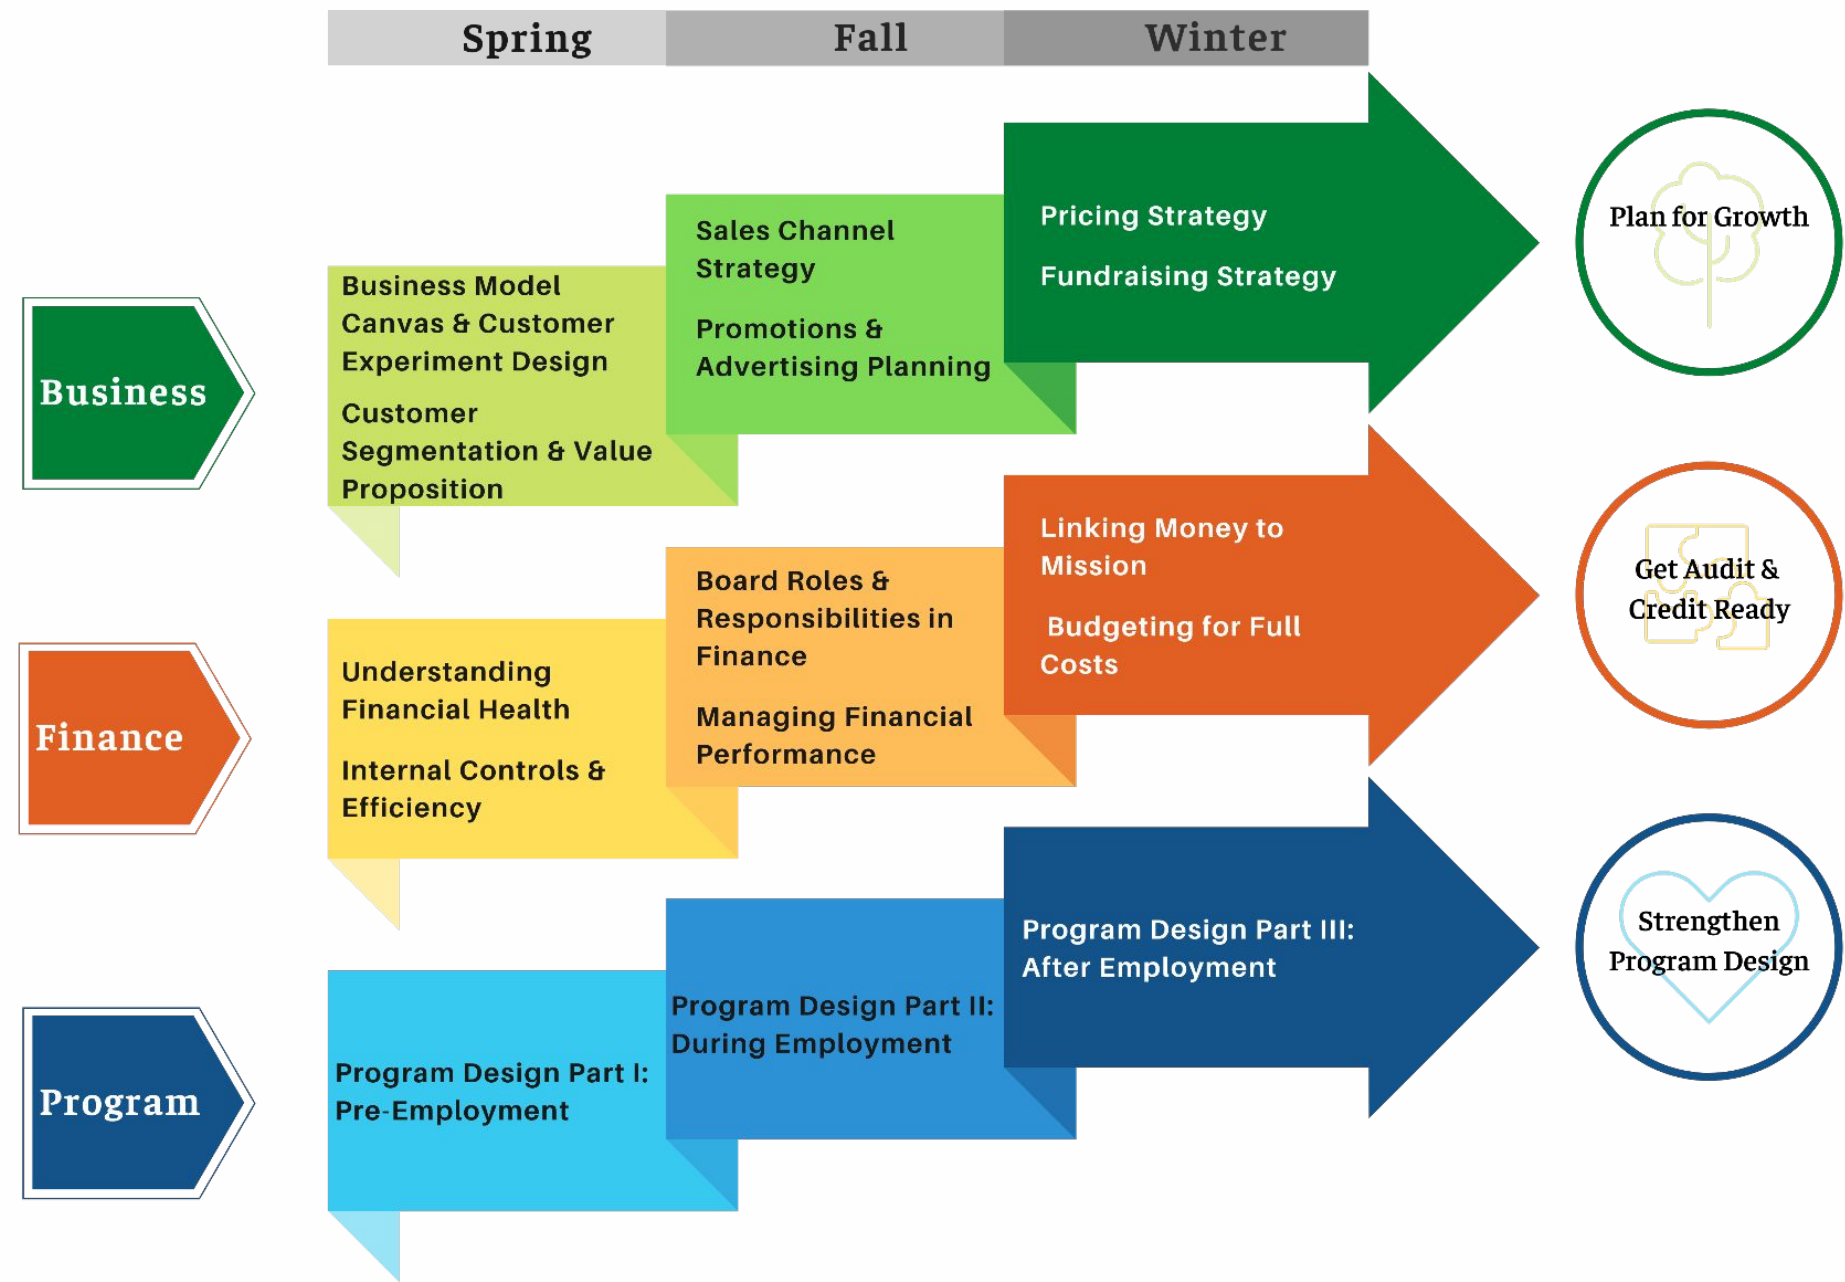 Spring
Fall
Winter
Business
Business Model
Canvas & Customer
Experiment Design
Customer
Segmentation & Value
Proposition
Sales Channel
Strategy
Promotions &
Advertising Planning
Pricing Strategy
Fundraising Strategy
Plan for Growth
Finance
Understanding
Financial Health
Internal Controls &
Efficiency
Board Roles &
Responsibilities in
Finance
Managing Financial
Performance
Linking Money to
Mission
Budgeting for Full
Costs
Get Audit &
Credit Ready
Program
Program Design Part I:
Pre-Employment
Program Design Part II:
During Employment
Program Design Part III:
After Employment
Strengthen
Program Design